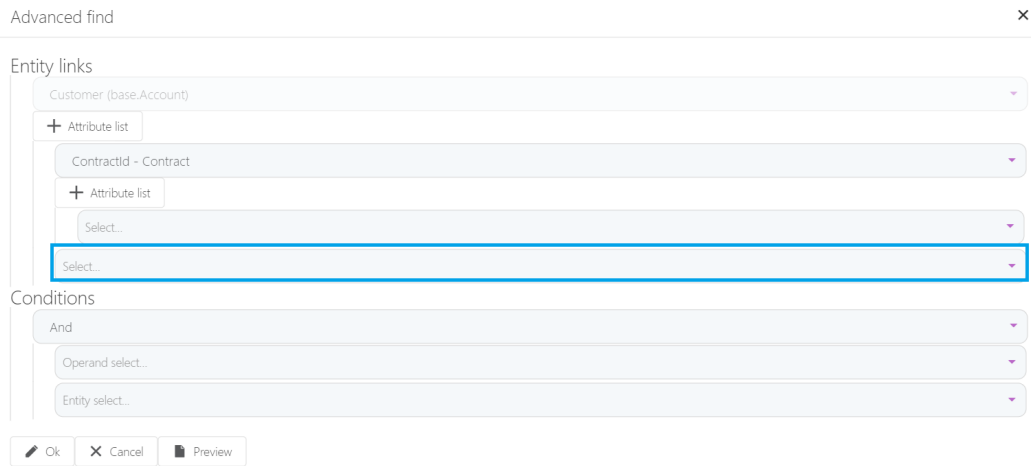 Advanced find
Entity links
Customer (base.Account)
Attribute list
ContractId - Contract
Attribute list
Select...
Select...
Conditions
And
Operand select...
Entity select...
Ok Cancel Preview